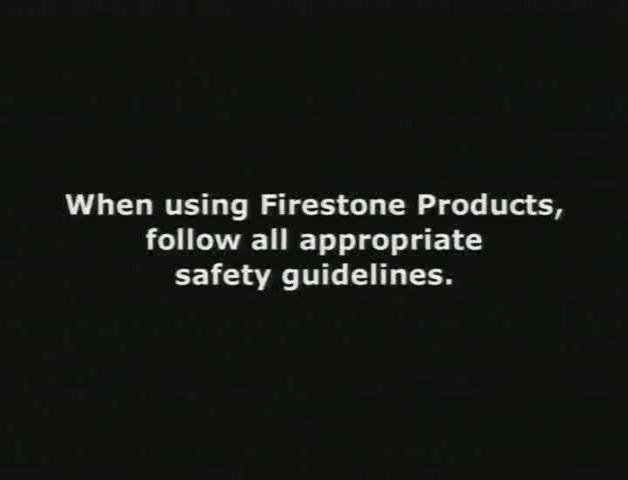 When using Firestone Products,
follow all appropriate
safety guidelines.